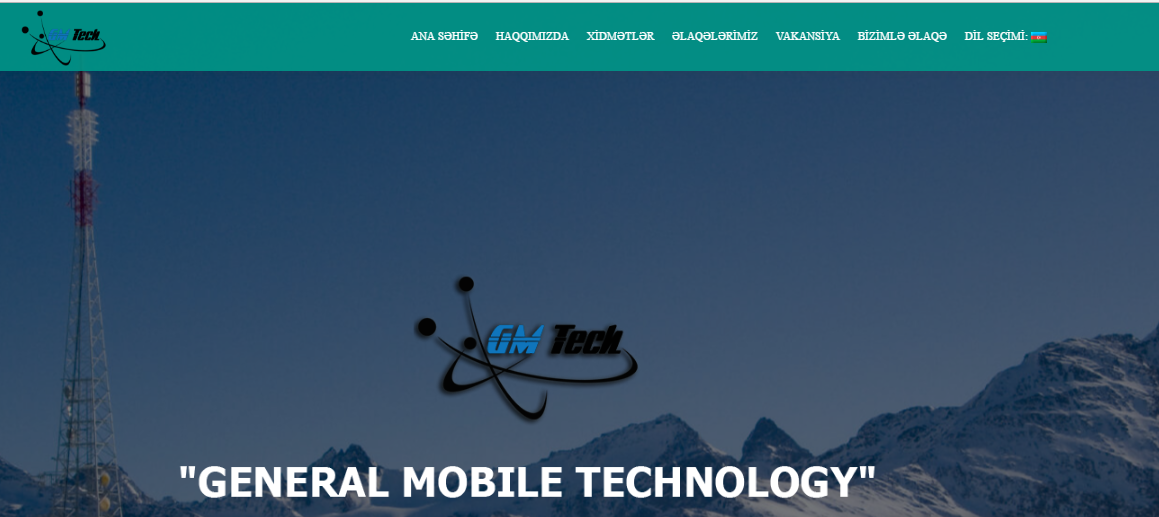 GM Tech
ANA SƏHİFƏ HAQQIMIZDA XİDMƏTLƏR ƏLAQƏLƏRİMİZ VAKANSİYA BİZİMLƏ ƏLAQƏ DİL SEÇİMİ:
GM Tech
"GENERAL MOBILE TECHNOLOGY"